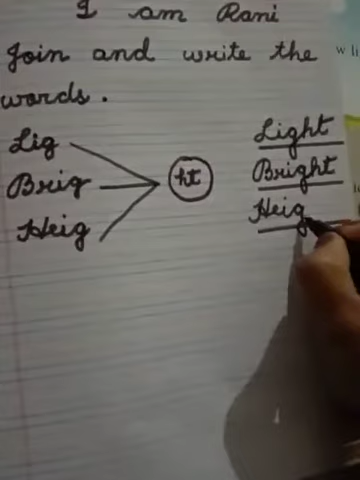 I am Rani
Join and write the
words.
Lig
Brig
Heig
ht
Light
Bright
Heig